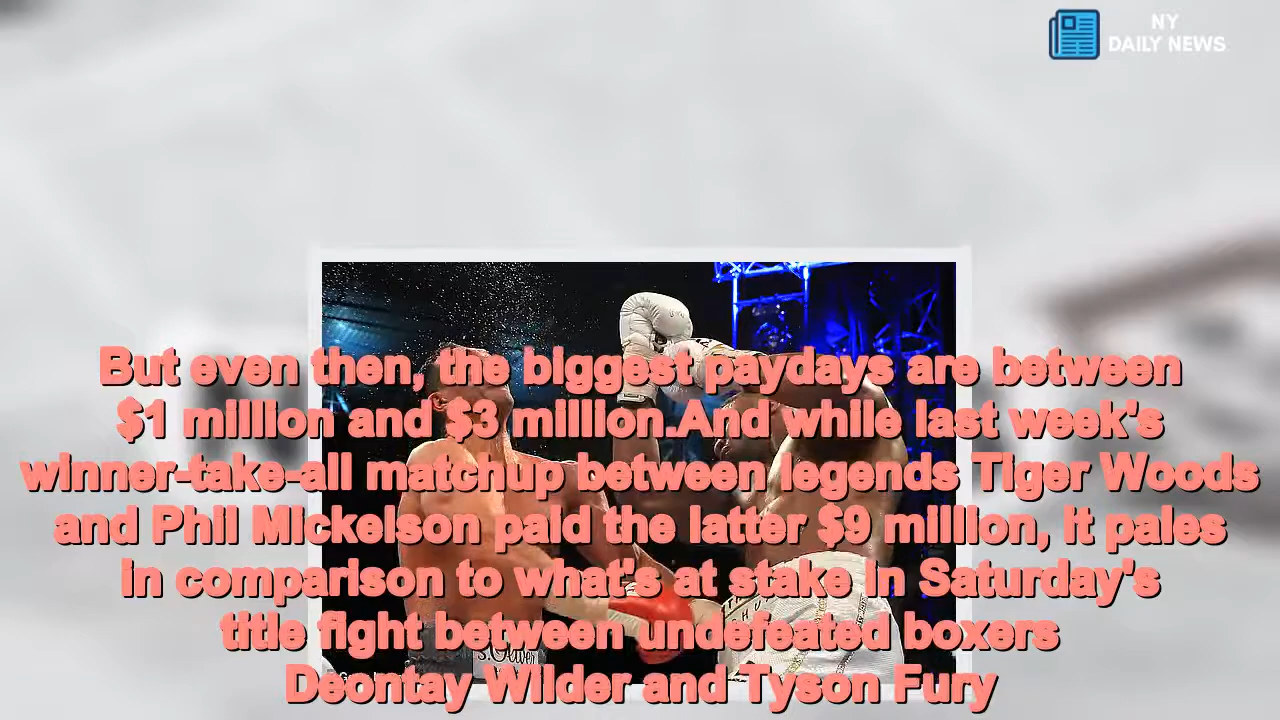 NY
DAILY NEWS
But even then, the biggest paydays are between
$1 million and $3 million.And while last week's
winner-take-all matchup between legends Tiger Woods
and Phil Mickelson paid the latter $9 million, it pales
in comparison to what's at stake in Saturday's
title fight between undefeated boxers
Deontay Wilder and Tyson Fury